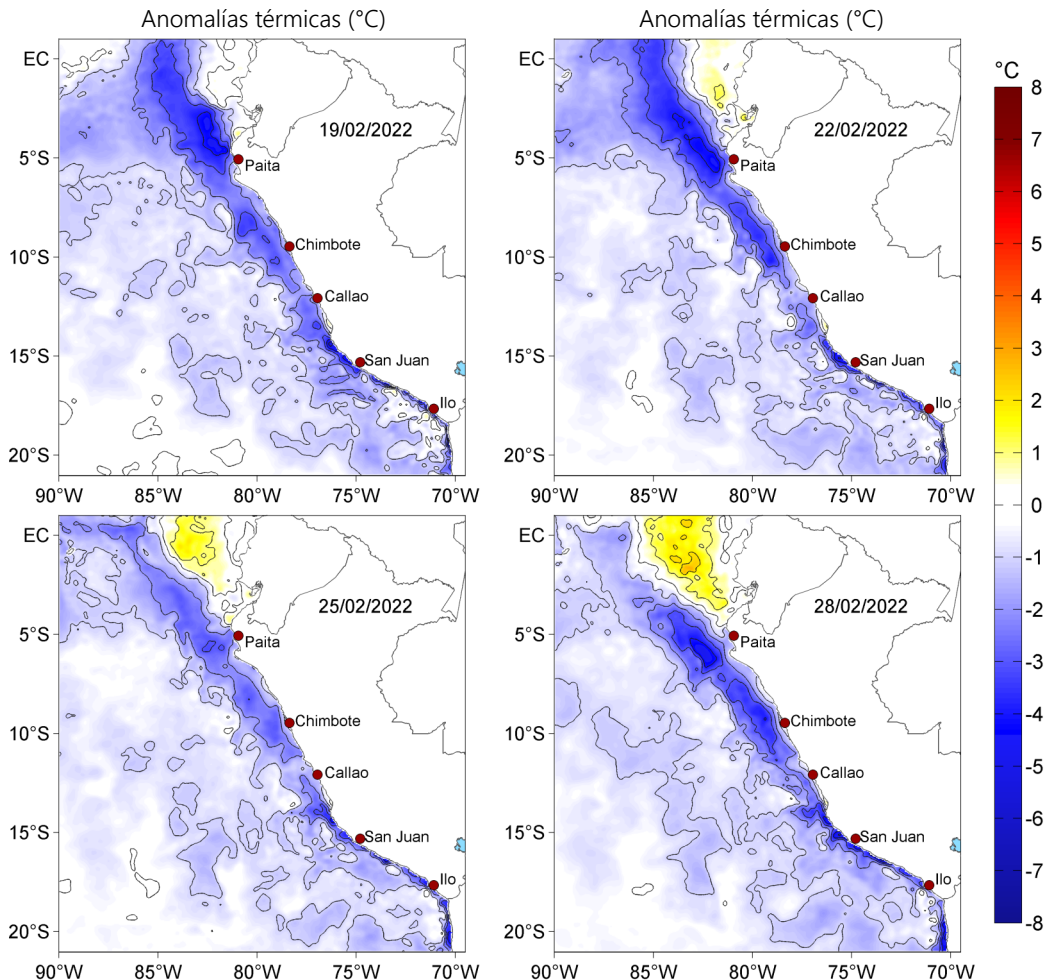 Anomalías térmicas (°C)
Anomalías térmicas (°C)
EC
5°S
10°S
15°S
20°S
90°W
85°W
80°W
75°W
70°W
19/02/2022
Paita
Chimbote
Callao
San Juan
Ilo
EC
5°S
10°S
15°S
20°S
90°W
85°W
80°W
75°W
70°W
22/02/2022
Paita
Chimbote
Callao
San Juan
Ilo
EC
5°S
10°S
15°S
20°S
90°W
85°W
80°W
75°W
70°W
25/02/2022
Paita
Chimbote
Callao
San Juan
Ilo
EC
5°S
10°S
15°S
20°S
90°W
85°W
80°W
75°W
70°W
28/02/2022
Paita
Chimbote
Callao
San Juan
Ilo
°C
8
7
6
5
4
3
2
1
0
-1
-2
-3
-4
-5
-6
-7
-8